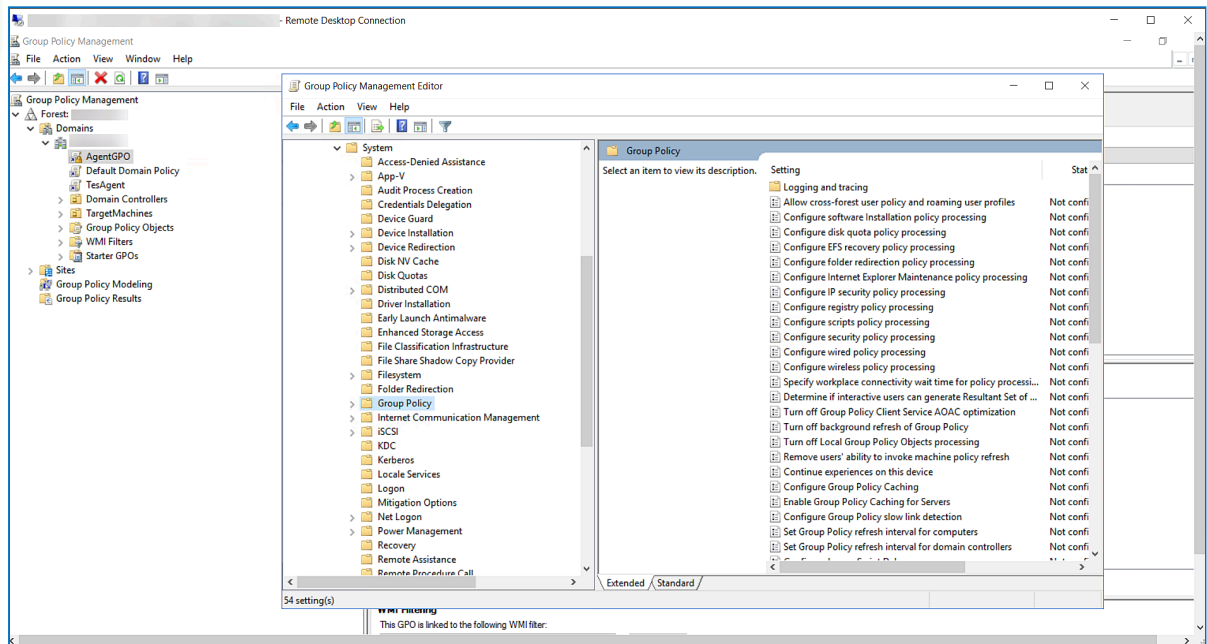 - Remote Desktop Connection
Group Policy Management
File Action View Window Help
Group Policy Management
Forest:
Domains
AgentGPO
Default Domain Policy
TesAgent
Domain Controllers
TargetMachines
Group Policy Objects
WMI Filters
Starter GPOs
Sites
Group Policy Modeling
Group Policy Results
Group Policy Management Editor
File Action View Help
System
Access-Denied Assistance
App-V
Audit Process Creation
Credentials Delegation
Device Guard
Device Installation
Device Redirection
Disk NV Cache
Disk Quotas
Distributed COM
Driver Installation
Early Launch Antimalware
Enhanced Storage Access
File Classification Infrastructure
File Share Shadow Copy Provider
Filesystem
Folder Redirection
Group Policy
Internet Communication Management
iSCSI
KDC
Kerberos
Locale Services
Logon
Mitigation Options
Net Logon
Power Management
Recovery
Remote Assistance
Remote Procedure Call
Group Policy
Select an item to view its description.
Setting Stat
Logging and tracing
Allow cross-forest user policy and roaming user profiles Not confi
Configure software Installation policy processing Not confi
Configure disk quota policy processing Not confi
Configure EFS recovery policy processing Not confi
Configure folder redirection policy processing Not confi
Configure Internet Explorer Maintenance policy processing Not confi
Configure IP security policy processing Not confi
Configure registry policy processing Not confi
Configure scripts policy processing Not confi
Configure security policy processing Not confi
Configure wired policy processing Not confi
Configure wireless policy processing Not confi
Specify workplace connectivity wait time for policy processi... Not confi
Determine if interactive users can generate Resultant Set of ... Not confi
Turn off Group Policy Client Service AOAC optimization Not confi
Turn off background refresh of Group Policy Not confi
Turn off Local Group Policy Objects processing Not confi
Remove users' ability to invoke machine policy refresh Not confi
Continue experiences on this device Not confi
Configure Group Policy Caching Not confi
Enable Group Policy Caching for Servers Not confi
Configure Group Policy slow link detection Not confi
Set Group Policy refresh interval for computers Not confi
Set Group Policy refresh interval for domain controllers Not confi
Extended Standard
54 setting(s)
WMI Filtering
This GPO is linked to the following WMI filter: